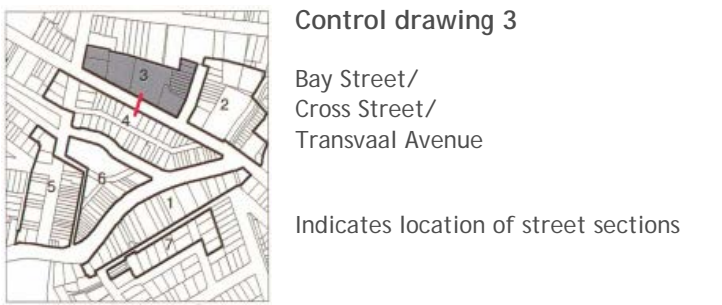 Control drawing 3
Bay Street/
Cross Street/
Transvaal Avenue
Indicates location of street sections
3
2
4
6
5
1
7